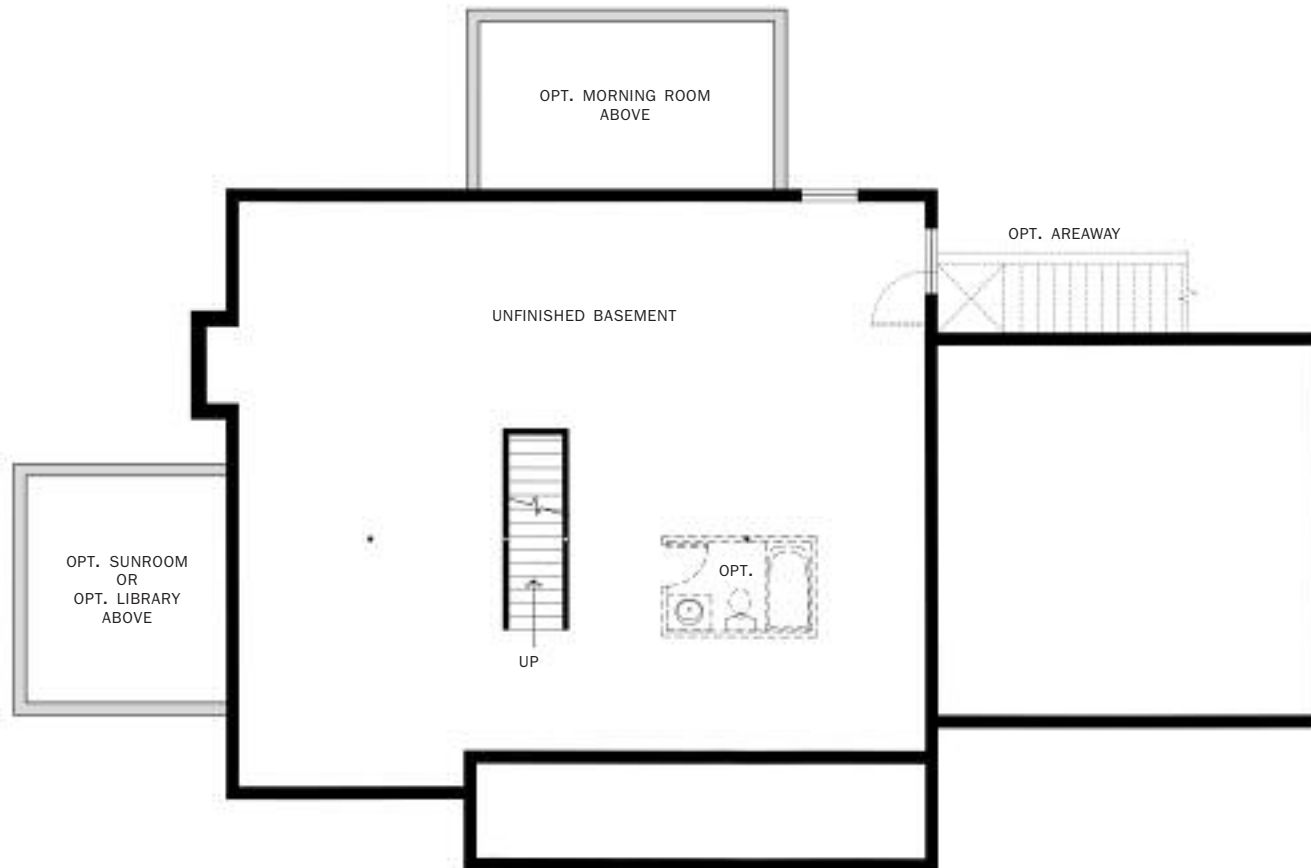 OPT. MORNING ROOM
ABOVE
OPT. AREAWAY
UNFINISHED BASEMENT
OPT. SUNROOM
OR
OPT. LIBRARY
ABOVE
OPT.
UP